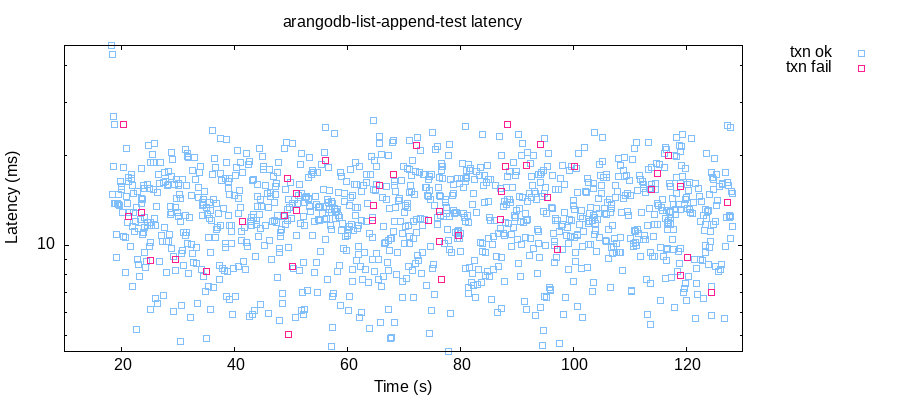 arangodb-list-append-test latency
txn ok
txn fail
Latency (ms)
10
20 40 60 80 100 120
Time (s)